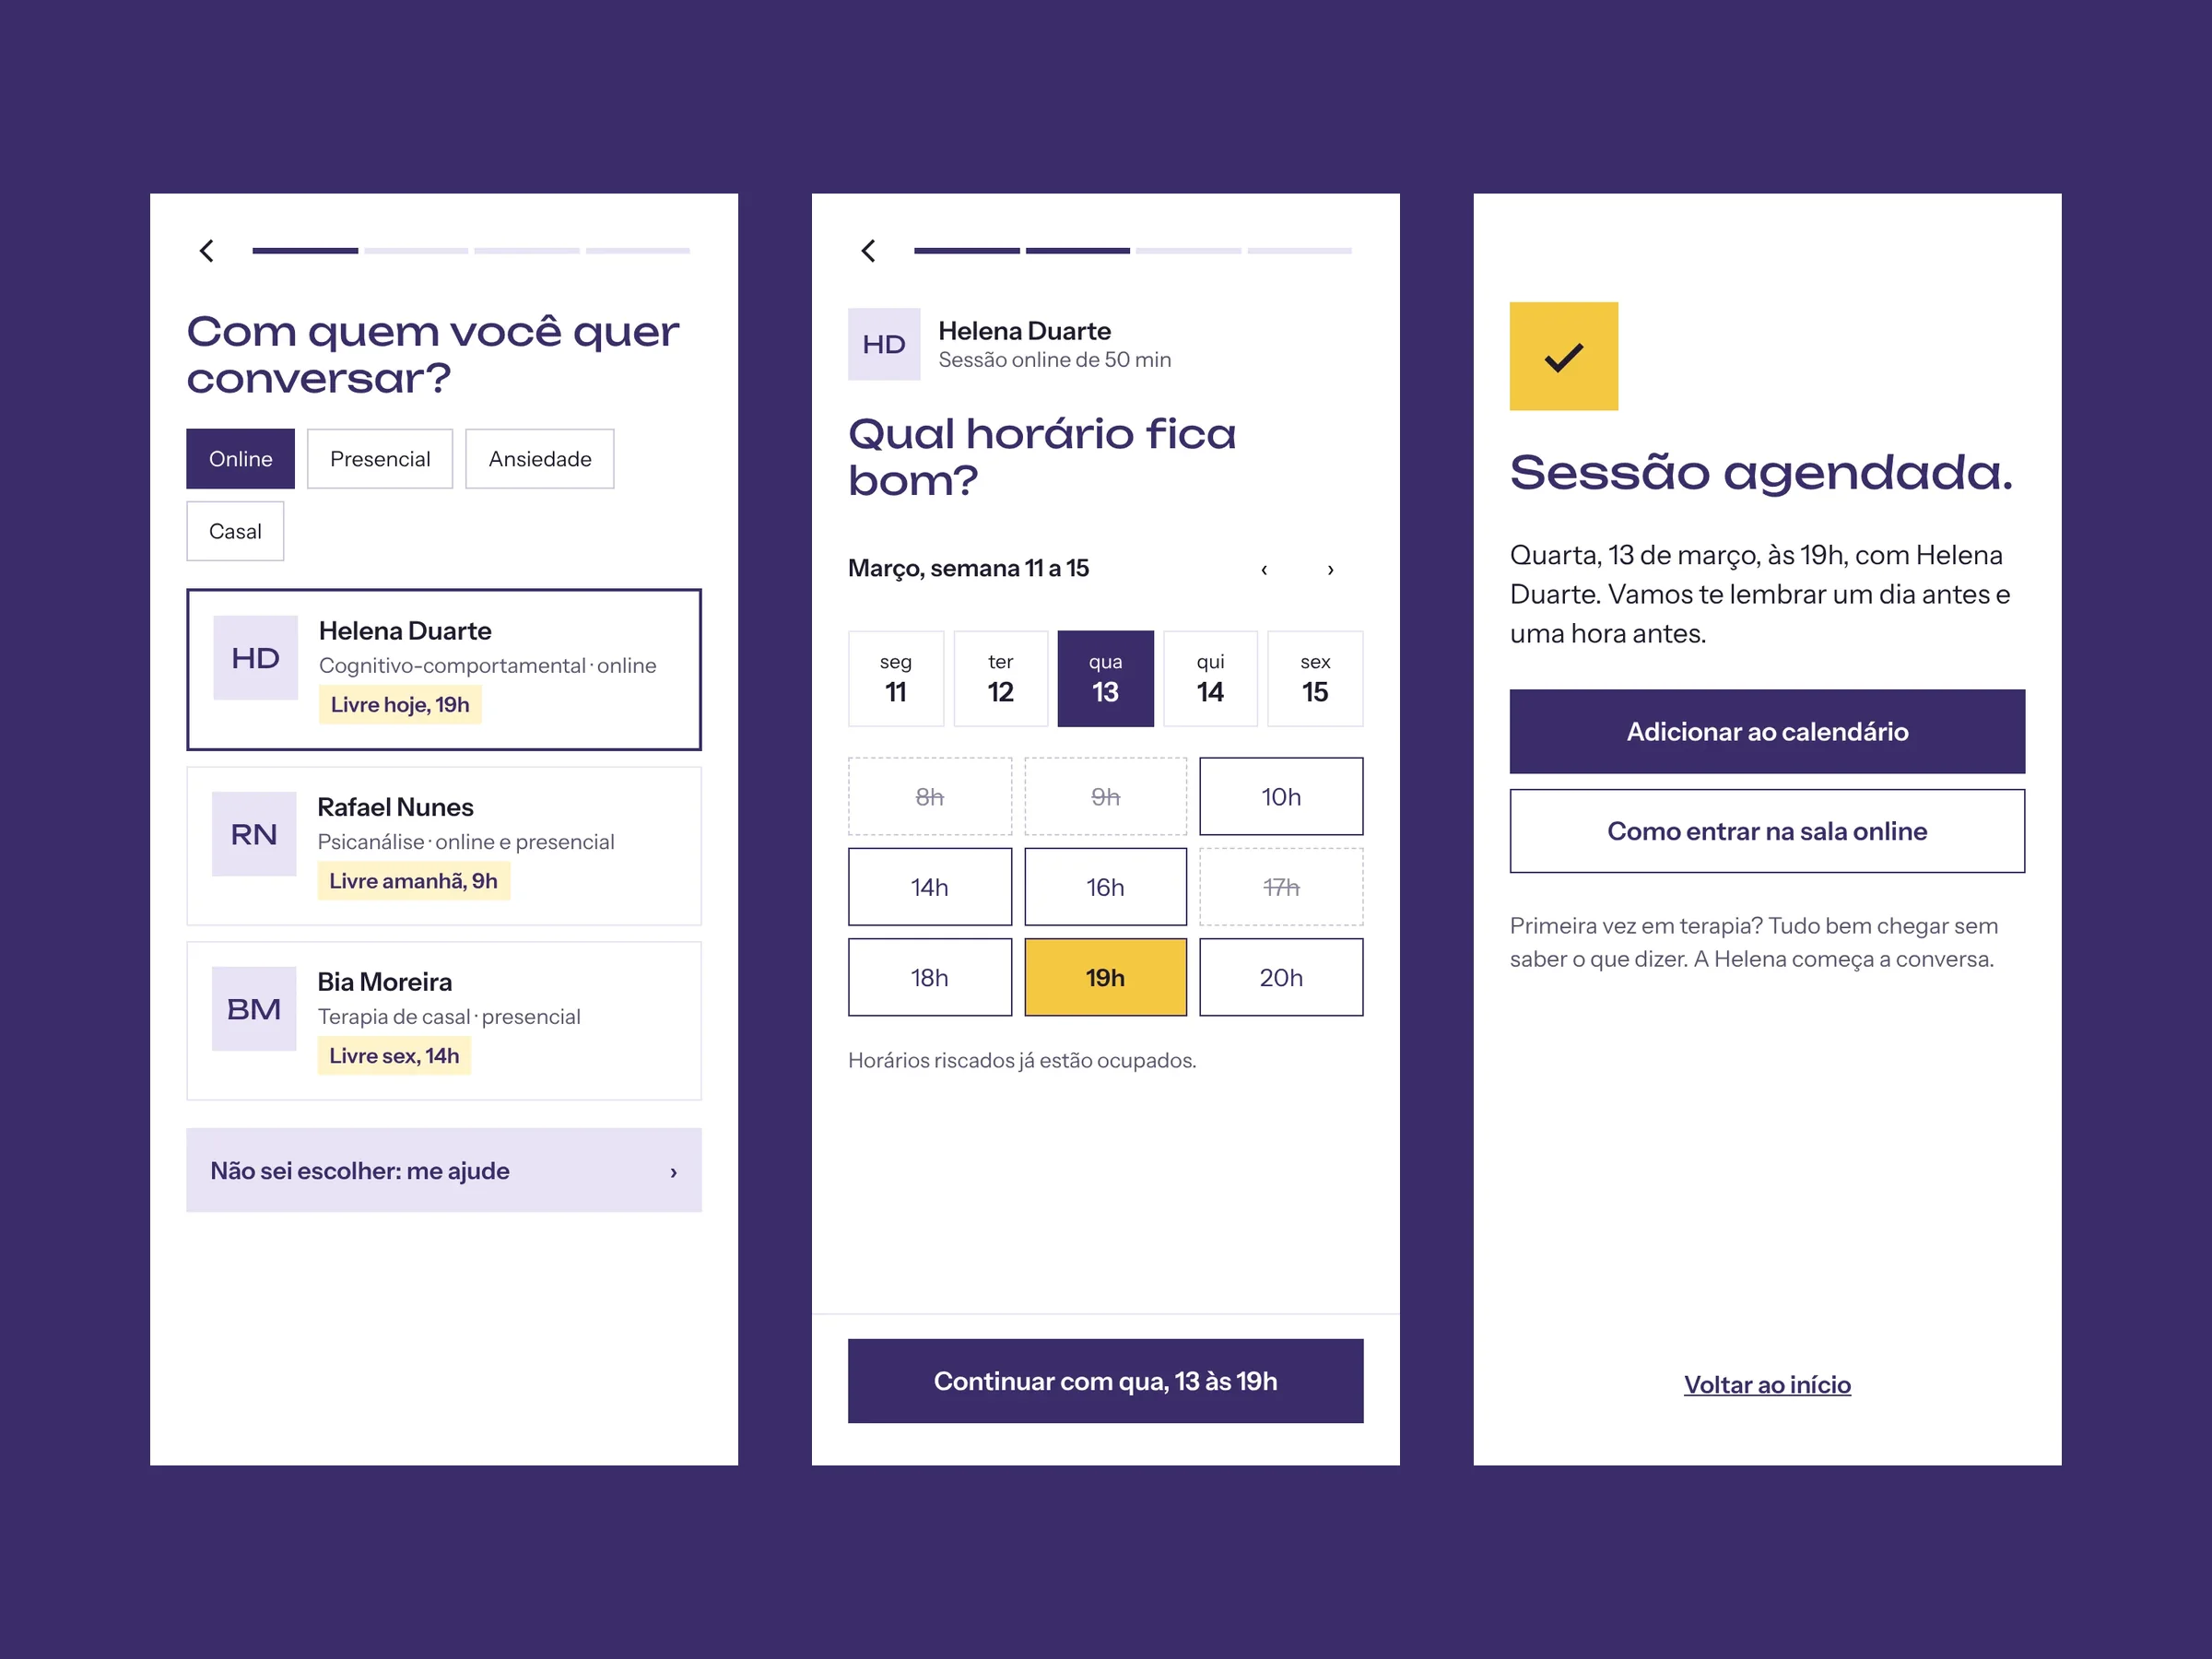 Com quem você quer
conversar?
Online
Presencial
Ansiedade
Casal
HD
Helena Duarte
Cognitivo-comportamental · online
Livre hoje, 19h
RN
Rafael Nunes
Psicanálise · online e presencial
Livre amanhã, 9h
BM
Bia Moreira
Terapia de casal · presencial
Livre sex, 14h
Não sei escolher: me ajude ›
HD
Helena Duarte
Sessão online de 50 min
Qual horário fica
bom?
Março, semana 11 a 15 ‹ ›
seg
11
ter
12
qua
13
qui
14
sex
15
8h
9h
10h
14h
16h
17h
18h
19h
20h
Horários riscados já estão ocupados.
Continuar com qua, 13 às 19h
Sessão agendada.
Quarta, 13 de março, às 19h, com Helena
Duarte. Vamos te lembrar um dia antes e
uma hora antes.
Adicionar ao calendário
Como entrar na sala online
Primeira vez em terapia? Tudo bem chegar sem
saber o que dizer. A Helena começa a conversa.
Voltar ao início